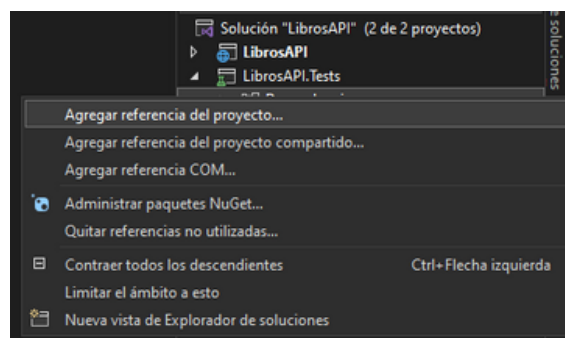 Solución "LibrosAPI" (2 de 2 proyectos)
LibrosAPI
LibrosAPI.Tests
Agregar referencia del proyecto...
Agregar referencia del proyecto compartido...
Agregar referencia COM...
Administrar paquetes NuGet...
Quitar referencias no utilizadas...
Contraer todos los descendientes Ctrl+Flecha izquierda
Limitar el ámbito a esto
Nueva vista de Explorador de soluciones
e soluciones